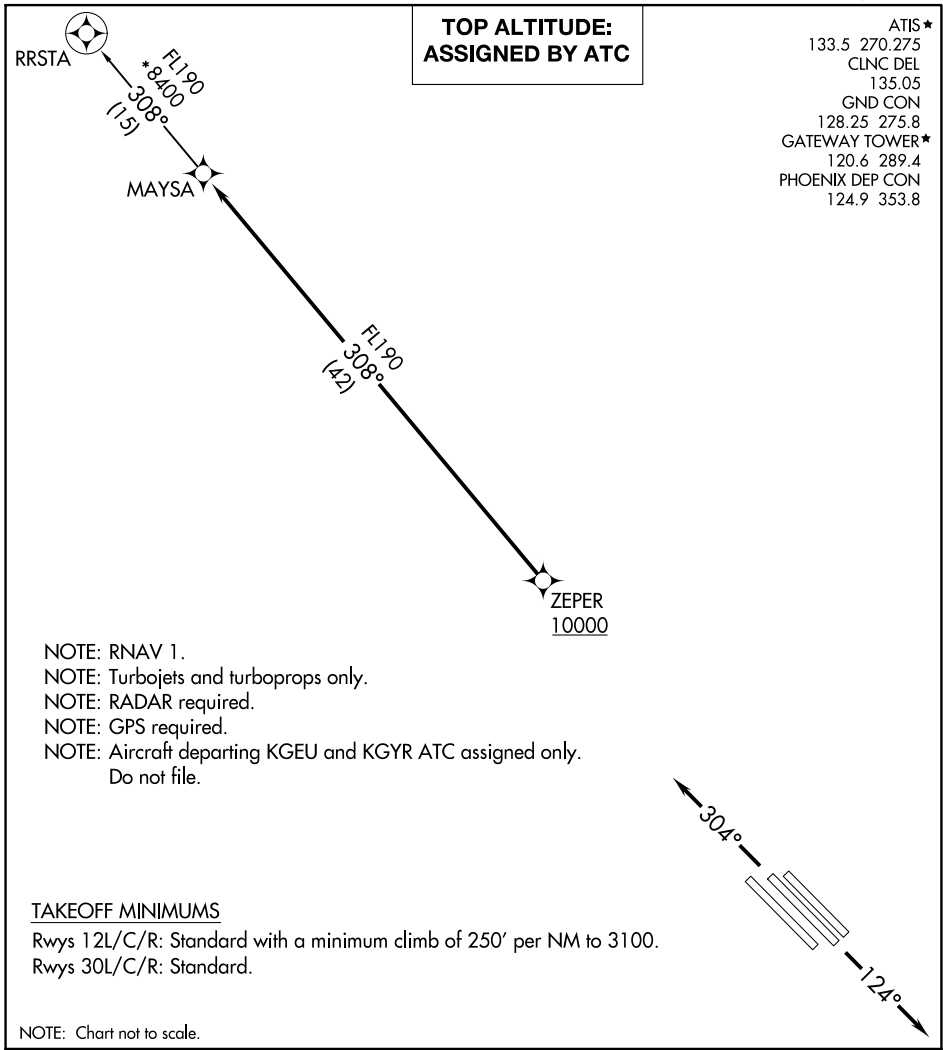 TOP ALTITUDE:
ASSIGNED BY ATC
ATIS★
133.5 270.275
CLNC DEL
135.05
GND CON
128.25 275.8
GATEWAY TOWER★
120.6 289.4
PHOENIX DEP CON
124.9 353.8
RRSTA
FL190
*8400
308°
(15)
MAYSA
FL190
308°
(42)
ZEPER
10000
NOTE: RNAV 1.
NOTE: Turbojets and turboprops only.
NOTE: RADAR required.
NOTE: GPS required.
NOTE: Aircraft departing KGEU and KGYR ATC assigned only.
Do not file.
304°
124°
TAKEOFF MINIMUMS
Rwys 12L/C/R: Standard with a minimum climb of 250' per NM to 3100.
Rwys 30L/C/R: Standard.
NOTE: Chart not to scale.